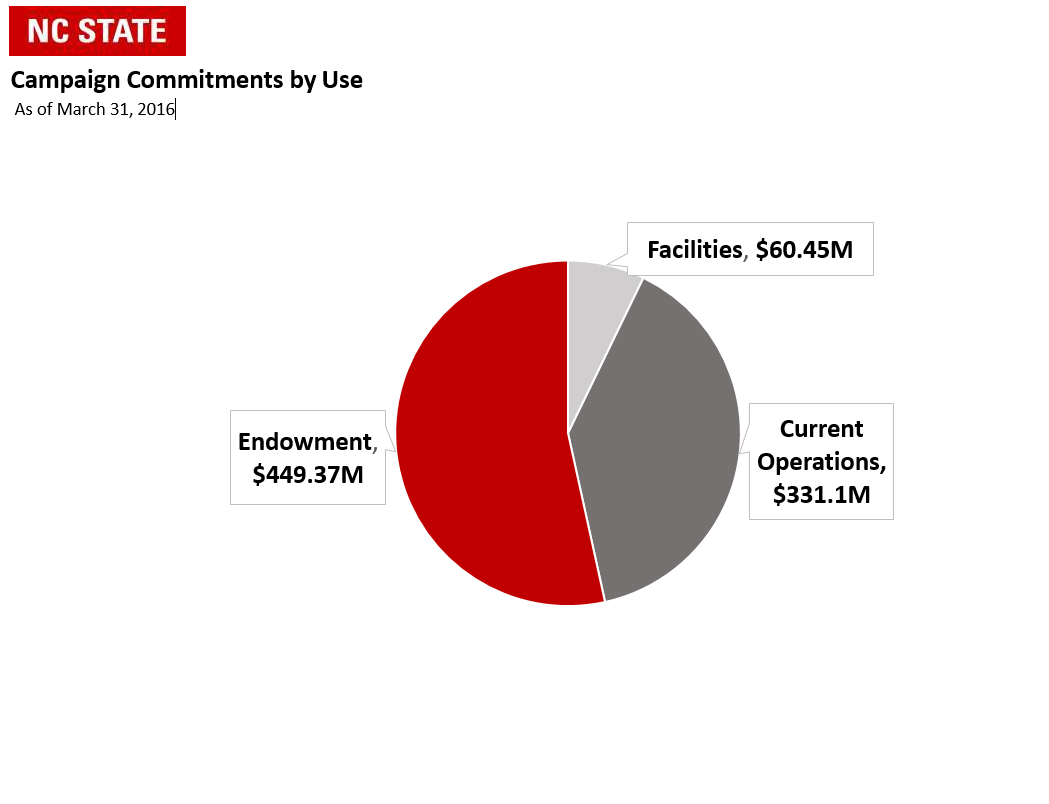 NC STATE
Campaign Commitments by Use
As of March 31, 2016
Facilities, $60.45M
Endowment,
$449.37M
Current
Operations,
$331.1M